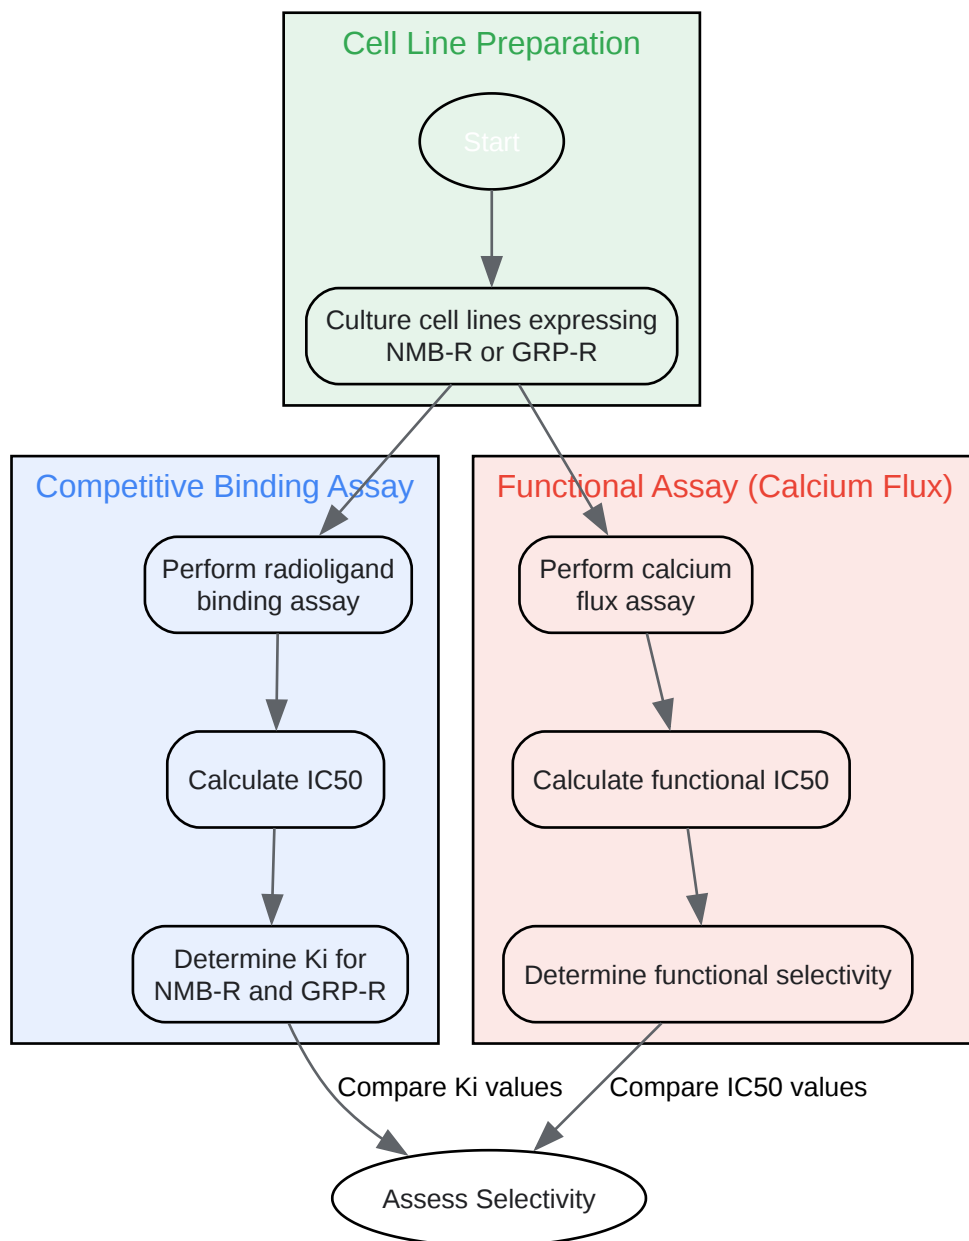 Cell Line Preparation
Start
Culture cell lines expressing
NMB-R or GRP-R
Competitive Binding Assay
Perform radioligand
binding assay
Calculate IC50
Determine Ki for
NMB-R and GRP-R
Functional Assay (Calcium Flux)
Perform calcium
flux assay
Calculate functional IC50
Determine functional selectivity
Compare Ki values
Compare IC50 values
Assess Selectivity